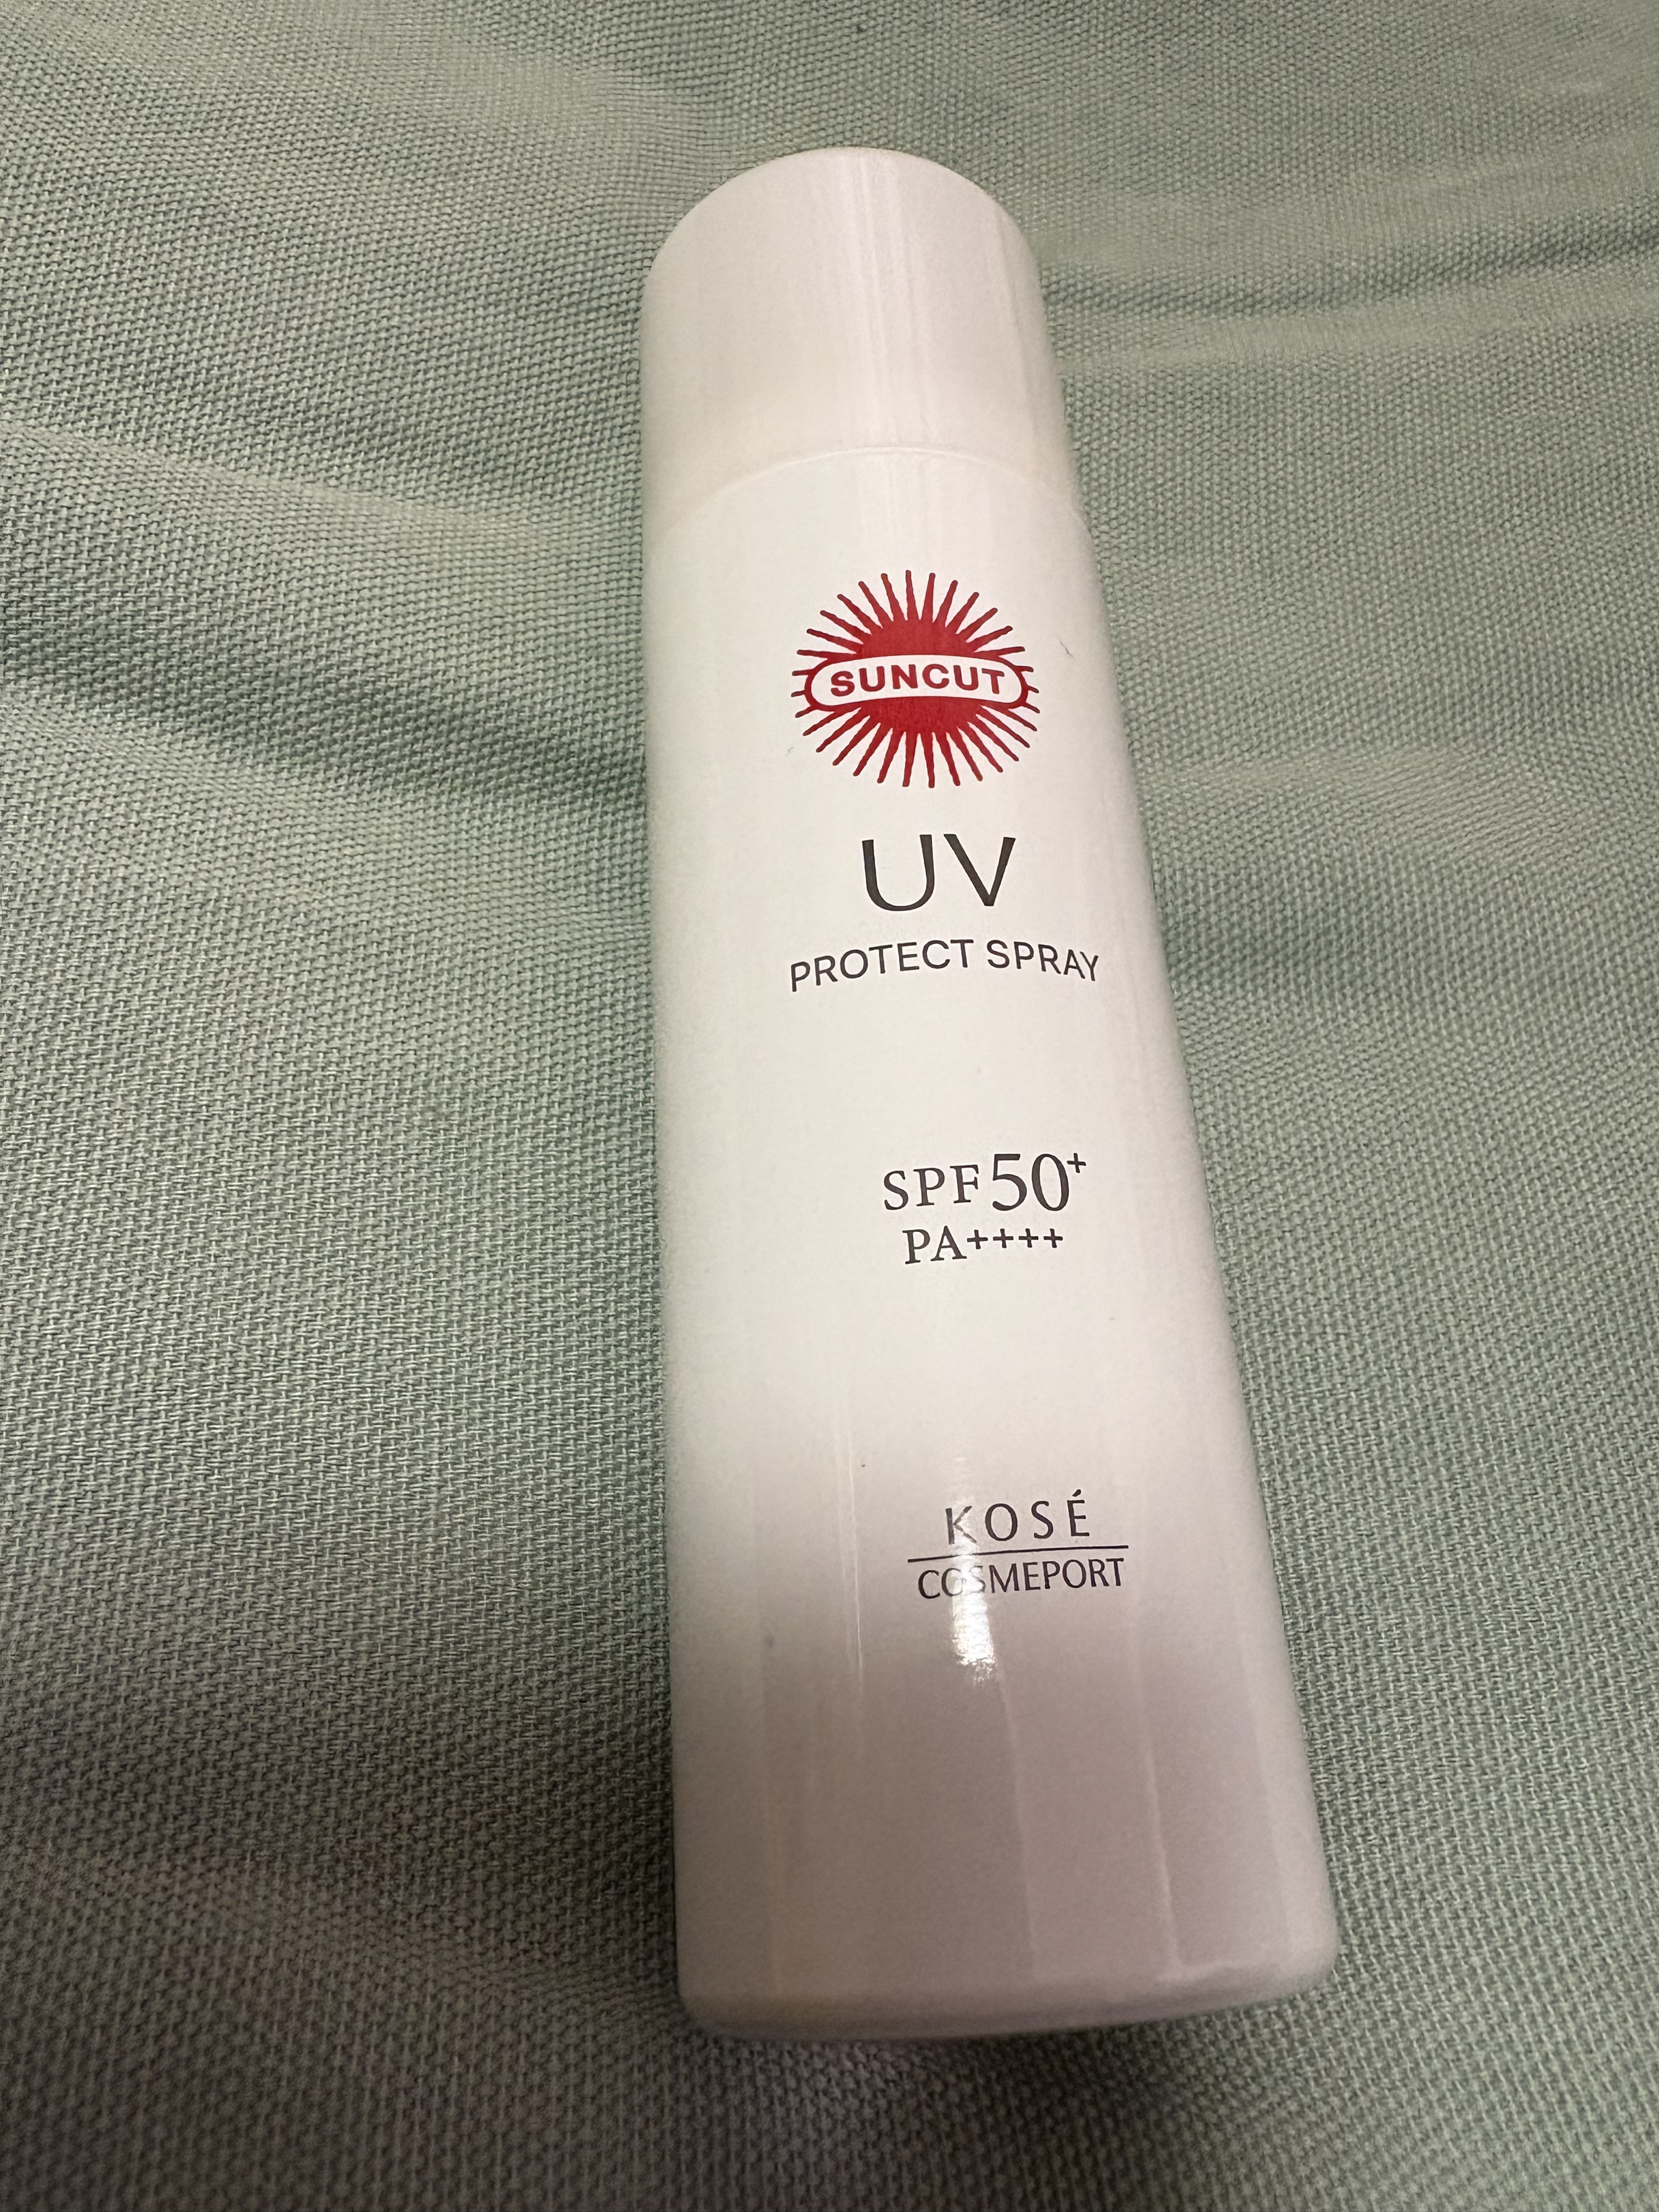 SUNCUT
UV
PROTECT SPRAY
SPF50+
PA++++
KOSÉ
COSMEPORT